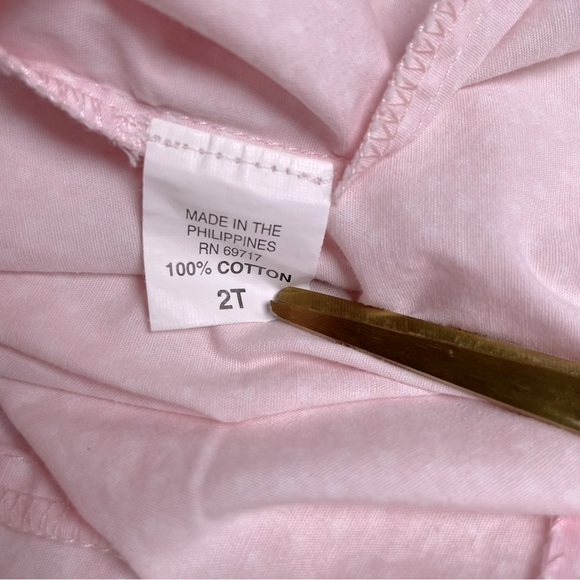 MADE IN THE
PHILIPPINES
RN 69717
100% COTTON
2T